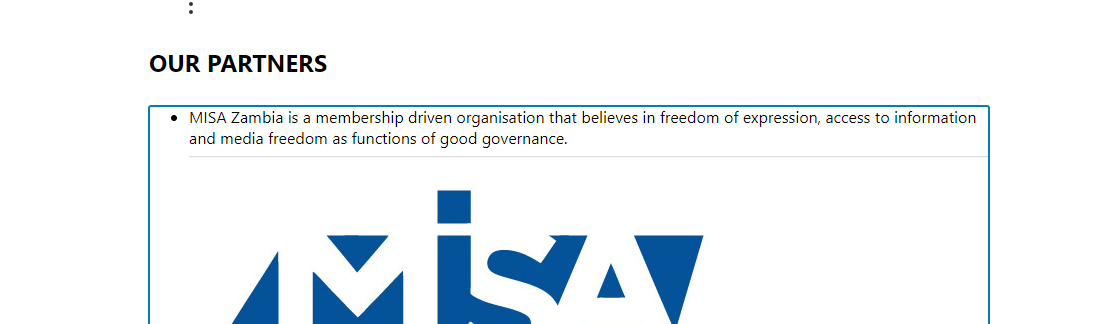 :
OUR PARTNERS
• MISA Zambia is a membership driven organisation that believes in freedom of expression, access to information
and media freedom as functions of good governance.
MiSA